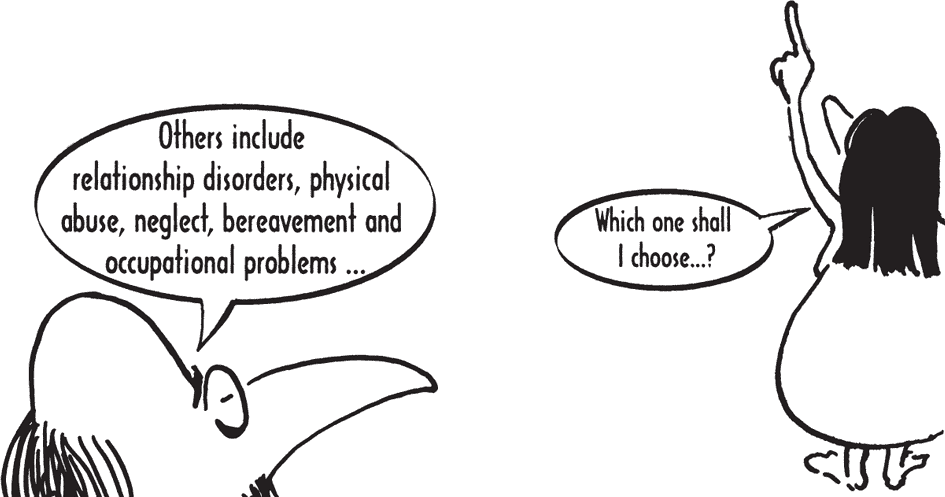 Others include
relationship disorders, physical
abuse, neglect, bereavement and
occupational problems ...
Which one shall
I choose...?